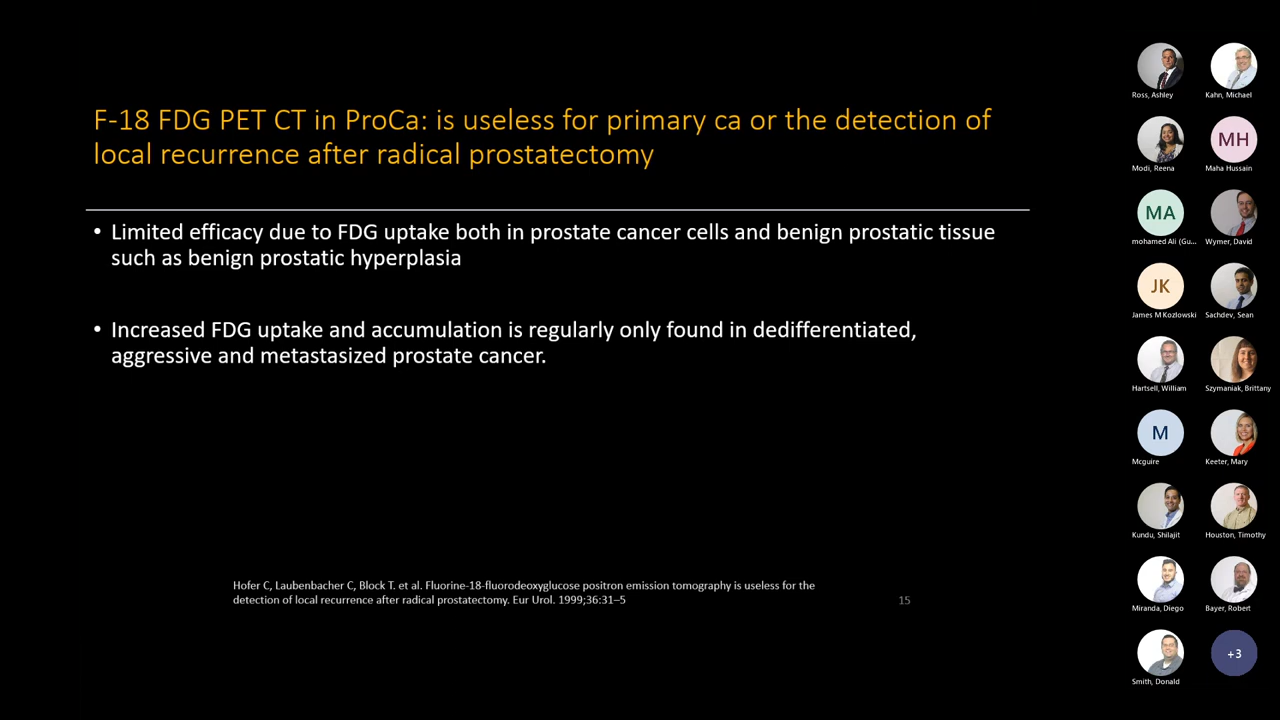 F-18 FDG PET CT in ProCa: is useless for primary ca or the detection of
local recurrence after radical prostatectomy
• Limited efficacy due to FDG uptake both in prostate cancer cells and benign prostatic tissue
such as benign prostatic hyperplasia
• Increased FDG uptake and accumulation is regularly only found in dedifferentiated,
aggressive and metastasized prostate cancer.
Hofer C, Laubenbacher C, Block T. et al. Fluorine-18-fluorodeoxyglucose positron emission tomography is useless for the
detection of local recurrence after radical prostatectomy. Eur Urol. 1999;36:31–5
15
Ross, Ashley
Kahn, Michael
Modi, Reena
MH
Maha Hussain
MA
mohamed Ali (Gu...
Wymer, David
JK
James M Kozlowski
Sachdev, Sean
Hartsell, William
Szymaniak, Brittany
M
Mcguire
Keeter, Mary
Kundu, Shilajit
Houston, Timothy
Miranda, Diego
Bayer, Robert
Smith, Donald
+3